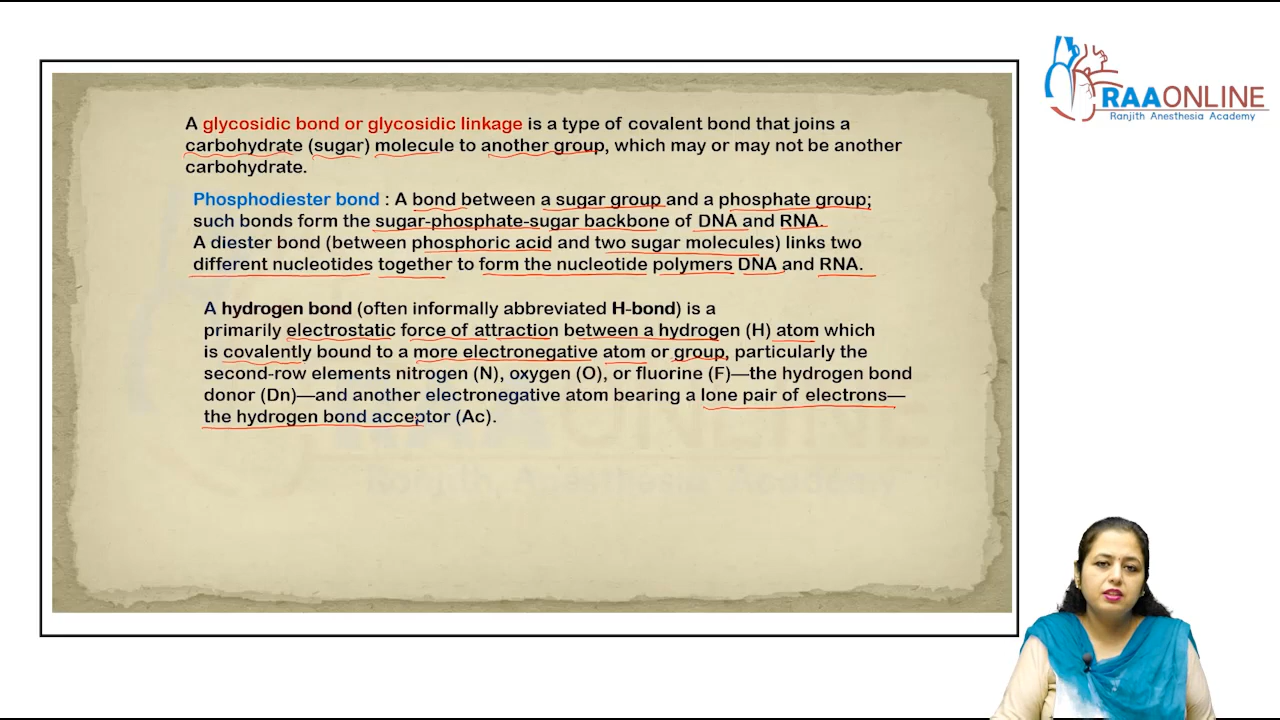 A glycosidic bond or glycosidic linkage is a type of covalent bond that joins a
carbohydrate (sugar) molecule to another group, which may or may not be another
carbohydrate.
Phosphodiester bond : A bond between a sugar group and a phosphate group;
such bonds form the sugar-phosphate-sugar backbone of DNA and RNA.
A diester bond (between phosphoric acid and two sugar molecules) links two
different nucleotides together to form the nucleotide polymers DNA and RNA.
A hydrogen bond (often informally abbreviated H-bond) is a
primarily electrostatic force of attraction between a hydrogen (H) atom which
is covalently bound to a more electronegative atom or group, particularly the
second-row elements nitrogen (N), oxygen (O), or fluorine (F)—the hydrogen bond
donor (Dn)—and another electronegative atom bearing a lone pair of electrons—
the hydrogen bond acceptor (Ac).
RAAONLINE
Ranjith Anesthesia Academy
ONLINE
Ranjith Anesthesia Academy